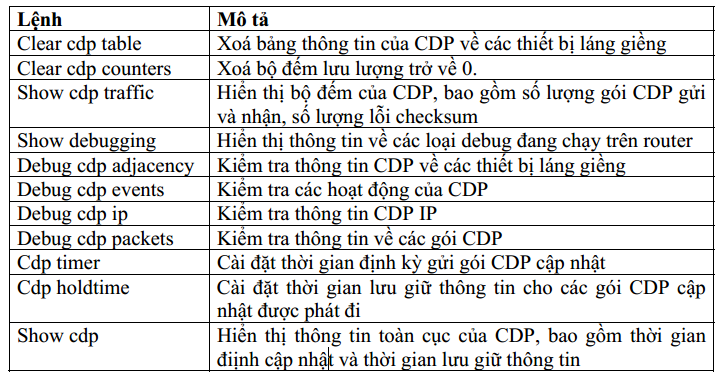 Lệnh Mô tả
Clear cdp table Xoá bảng thông tin của CDP về các thiết bị láng giềng
Clear cdp counters Xoá bộ đếm lưu lượng trở về 0.
Show cdp traffic Hiển thị bộ đếm của CDP, bao gồm số lượng gói CDP gửi
và nhận, số lượng lỗi checksum
Show debugging Hiển thị thông tin về các loại debug đang chạy trên router
Debug cdp adjacency Kiểm tra thông tin CDP về các thiết bị láng giềng
Debug cdp events Kiểm tra các hoạt động của CDP
Debug cdp ip Kiểm tra thông tin CDP IP
Debug cdp packets Kiểm tra thông tin về các gói CDP
Cdp timer Cài đặt thời gian định kỳ gửi gói CDP cập nhật
Cdp holdtime Cài đặt thời gian lưu giữ thông tin cho các gói CDP cập
nhật được phát đi
Show cdp Hiển thị thông tin toàn cục của CDP, bao gồm thời gian
điịnh cập nhật và thời gian lưu giữ thông tin